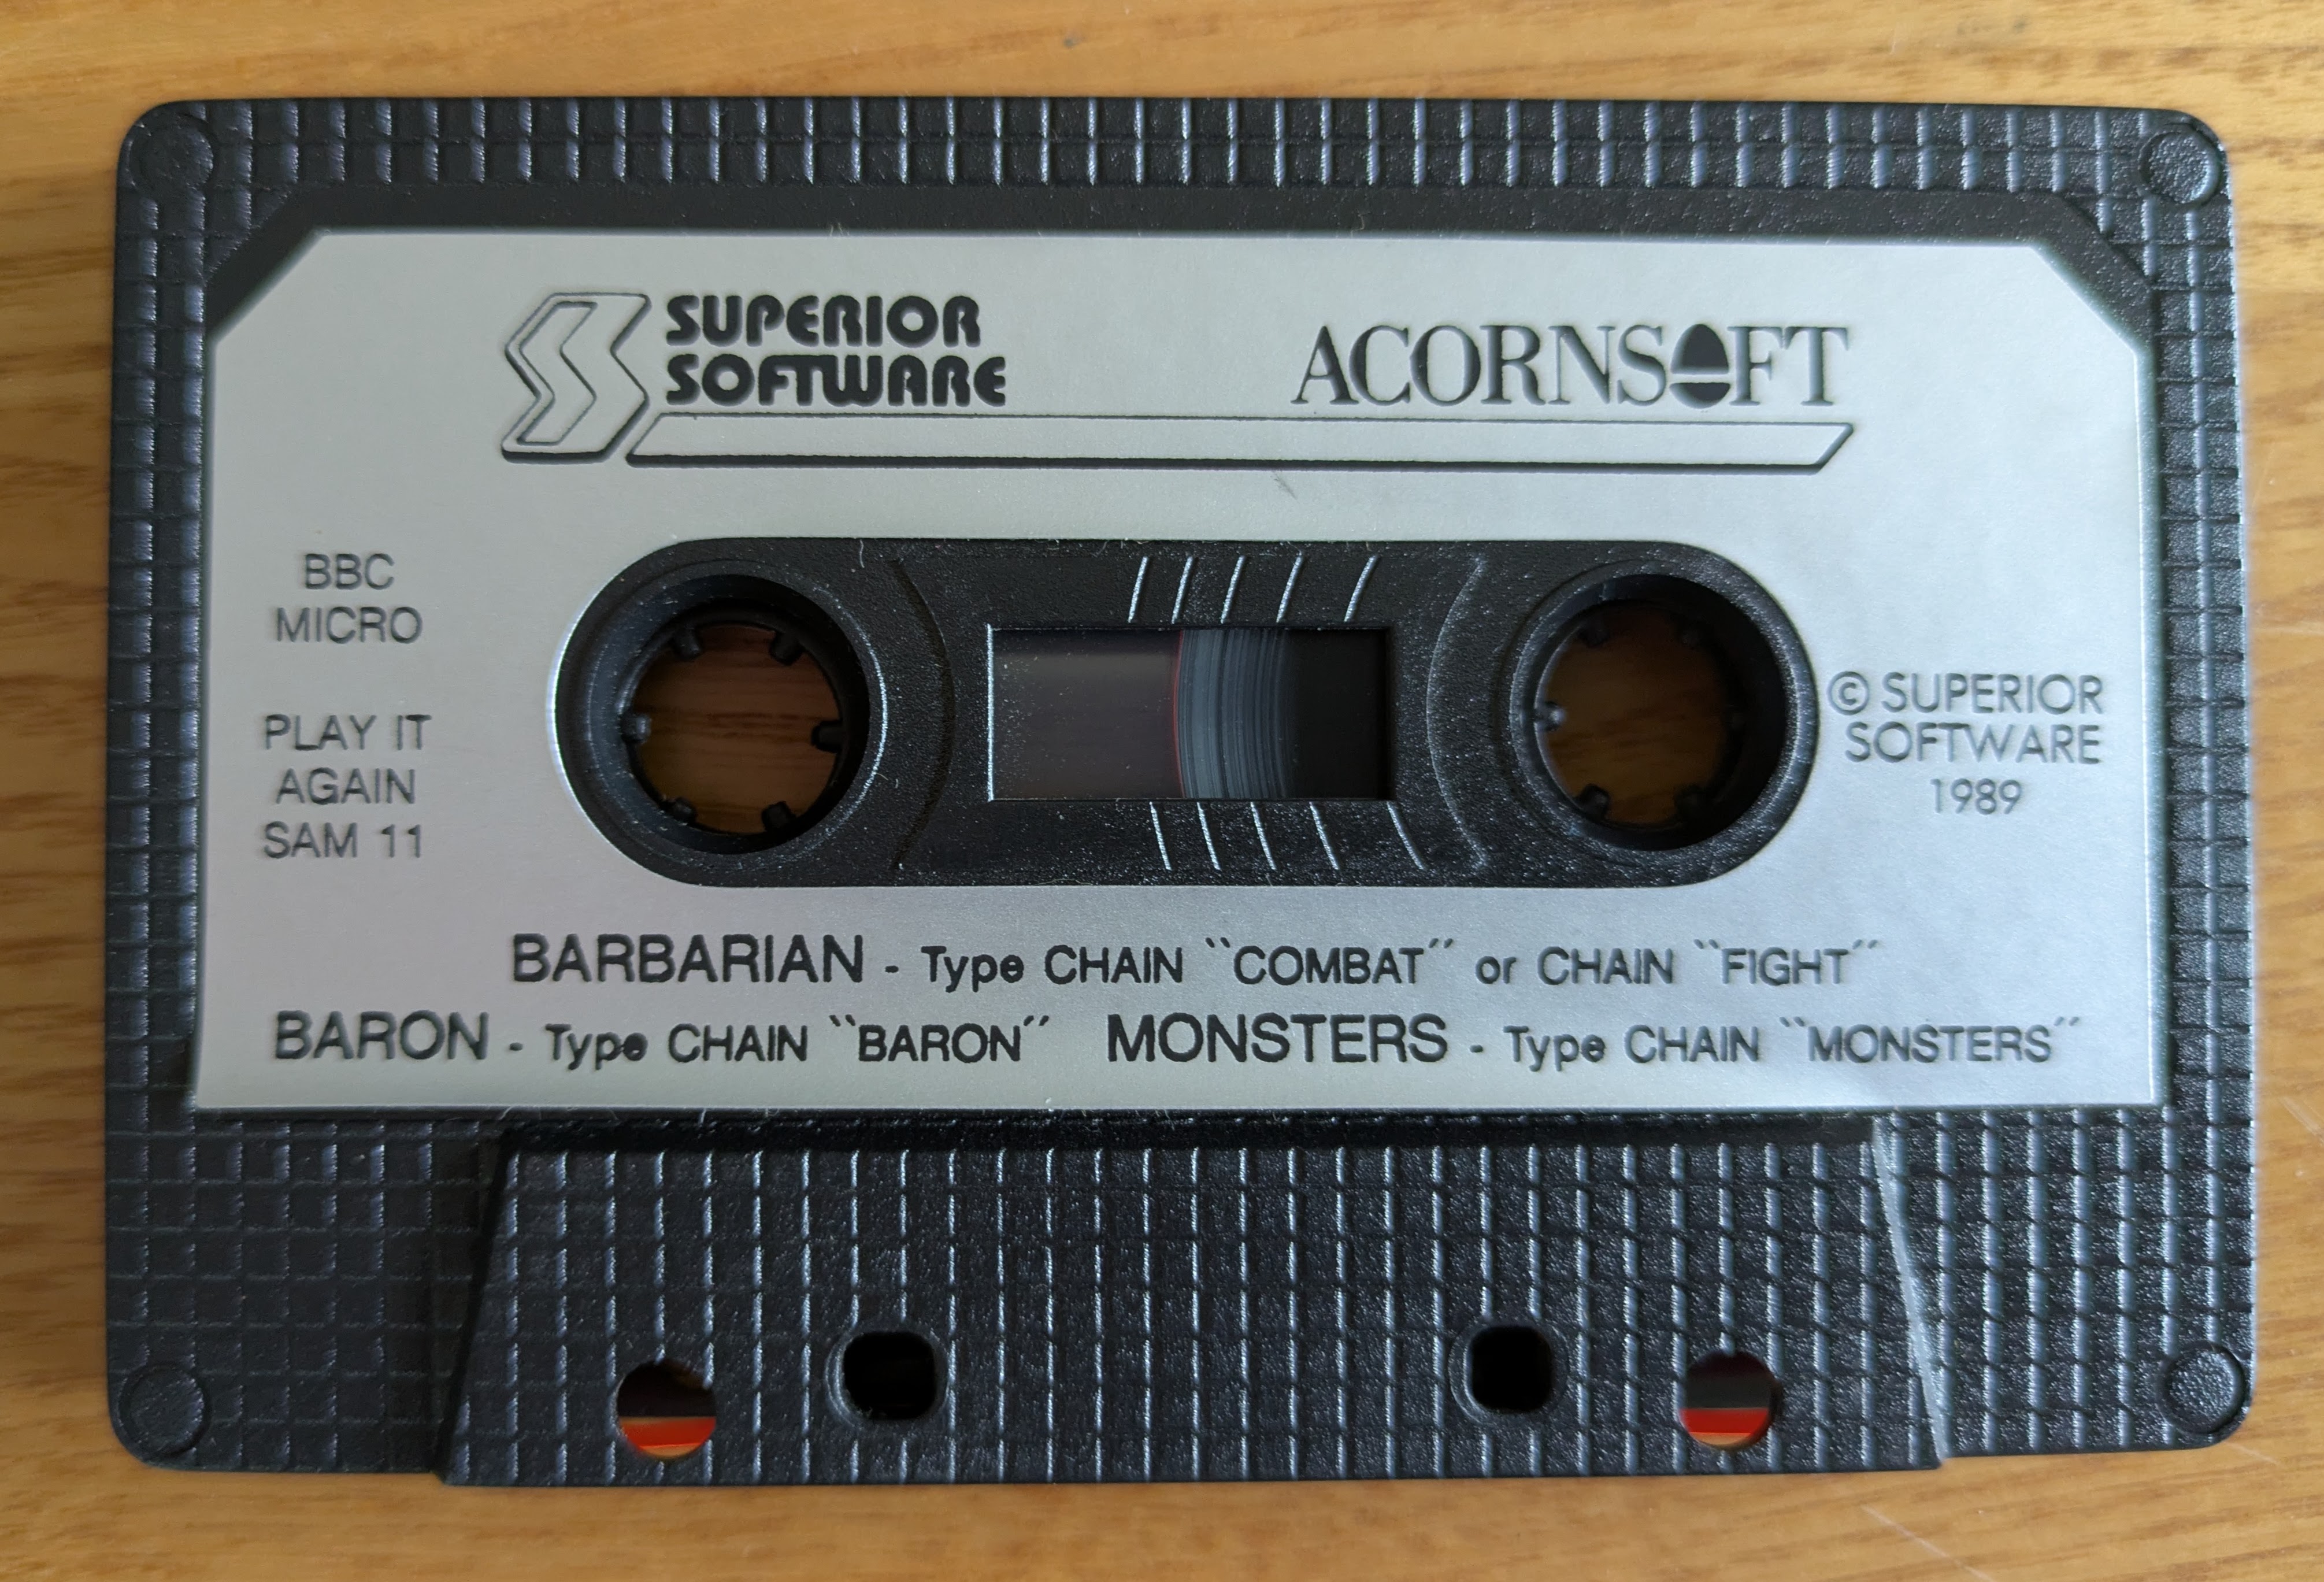 SUPERIOR
SOFTWARE
ACORNSOFT
BBC
MICRO
PLAY IT
AGAIN
SAM 11
© SUPERIOR
SOFTWARE
1989
BARBARIAN - Type CHAIN ``COMBAT´´ or CHAIN ``FIGHT´´
BARON - Type CHAIN ``BARON´´ MONSTERS - Type CHAIN ``MONSTERS´´